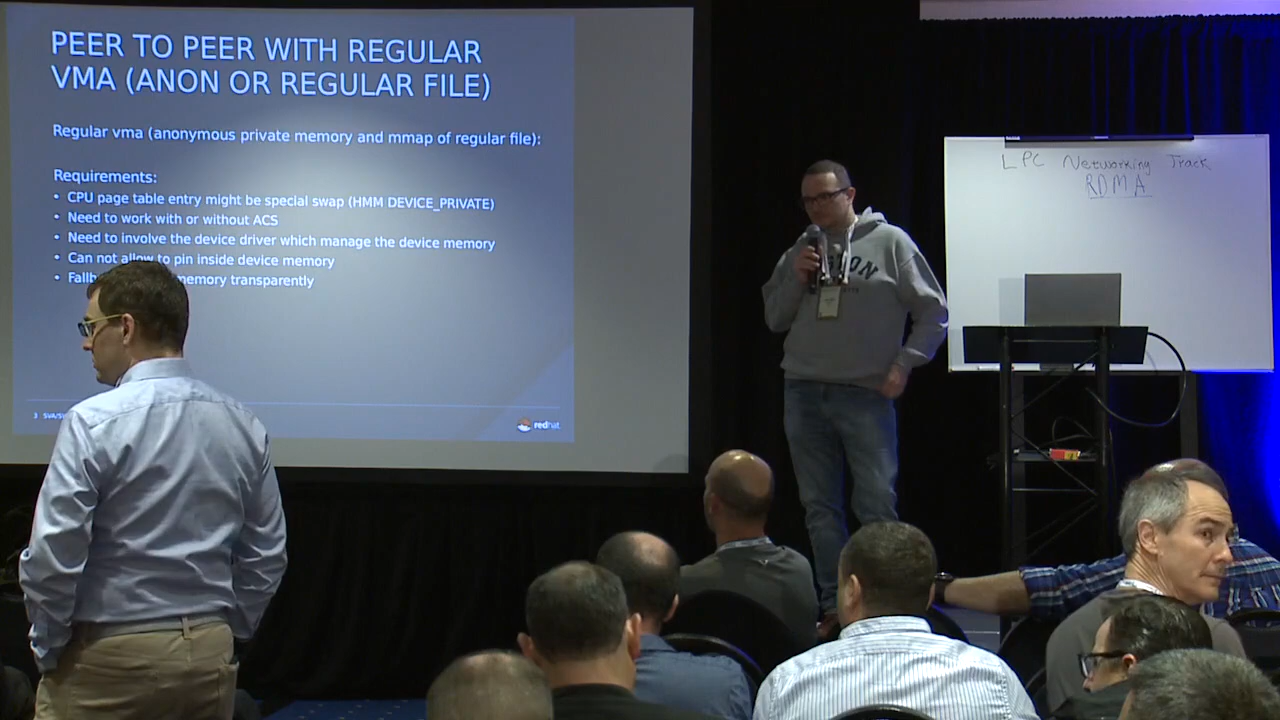 PEER TO PEER WITH REGULAR
VMA (ANON OR REGULAR FILE)
Regular vma (anonymous private memory and mmap of regular file):
Requirements:
• CPU page table entry might be special swap (HMM DEVICE_PRIVATE)
• Need to work with or without ACS
• Need to involve the device driver which manage the device memory
• Can not allow to pin inside device memory
• memory transparently
3
redhat
LPC Networking Track
RDMA